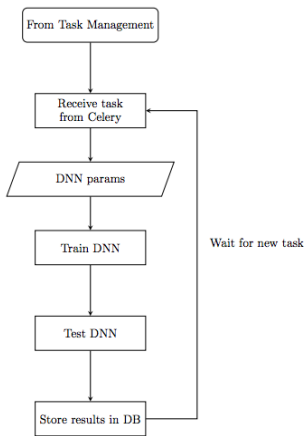 From Task Management
Receive task
from Celery
DNN params
Train DNN
Wait for new task
Test DNN
Store results in DB